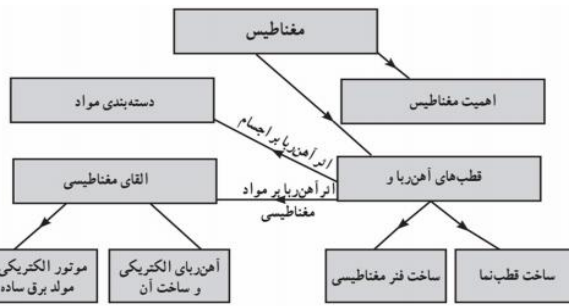 مغناطیس
اهمیت مغناطیس
دسته‌بندی مواد
اثر آهن‌ربا بر اجسام
قطب‌های آهن‌ربا و
القای مغناطیسی
اثر آهن‌ربا بر مواد
مغناطیسی
موتور الکتریکی
مولد برق ساده
آهن‌ربای الکتریکی
و ساخت آن
ساخت فنر مغناطیسی
ساخت قطب‌نما